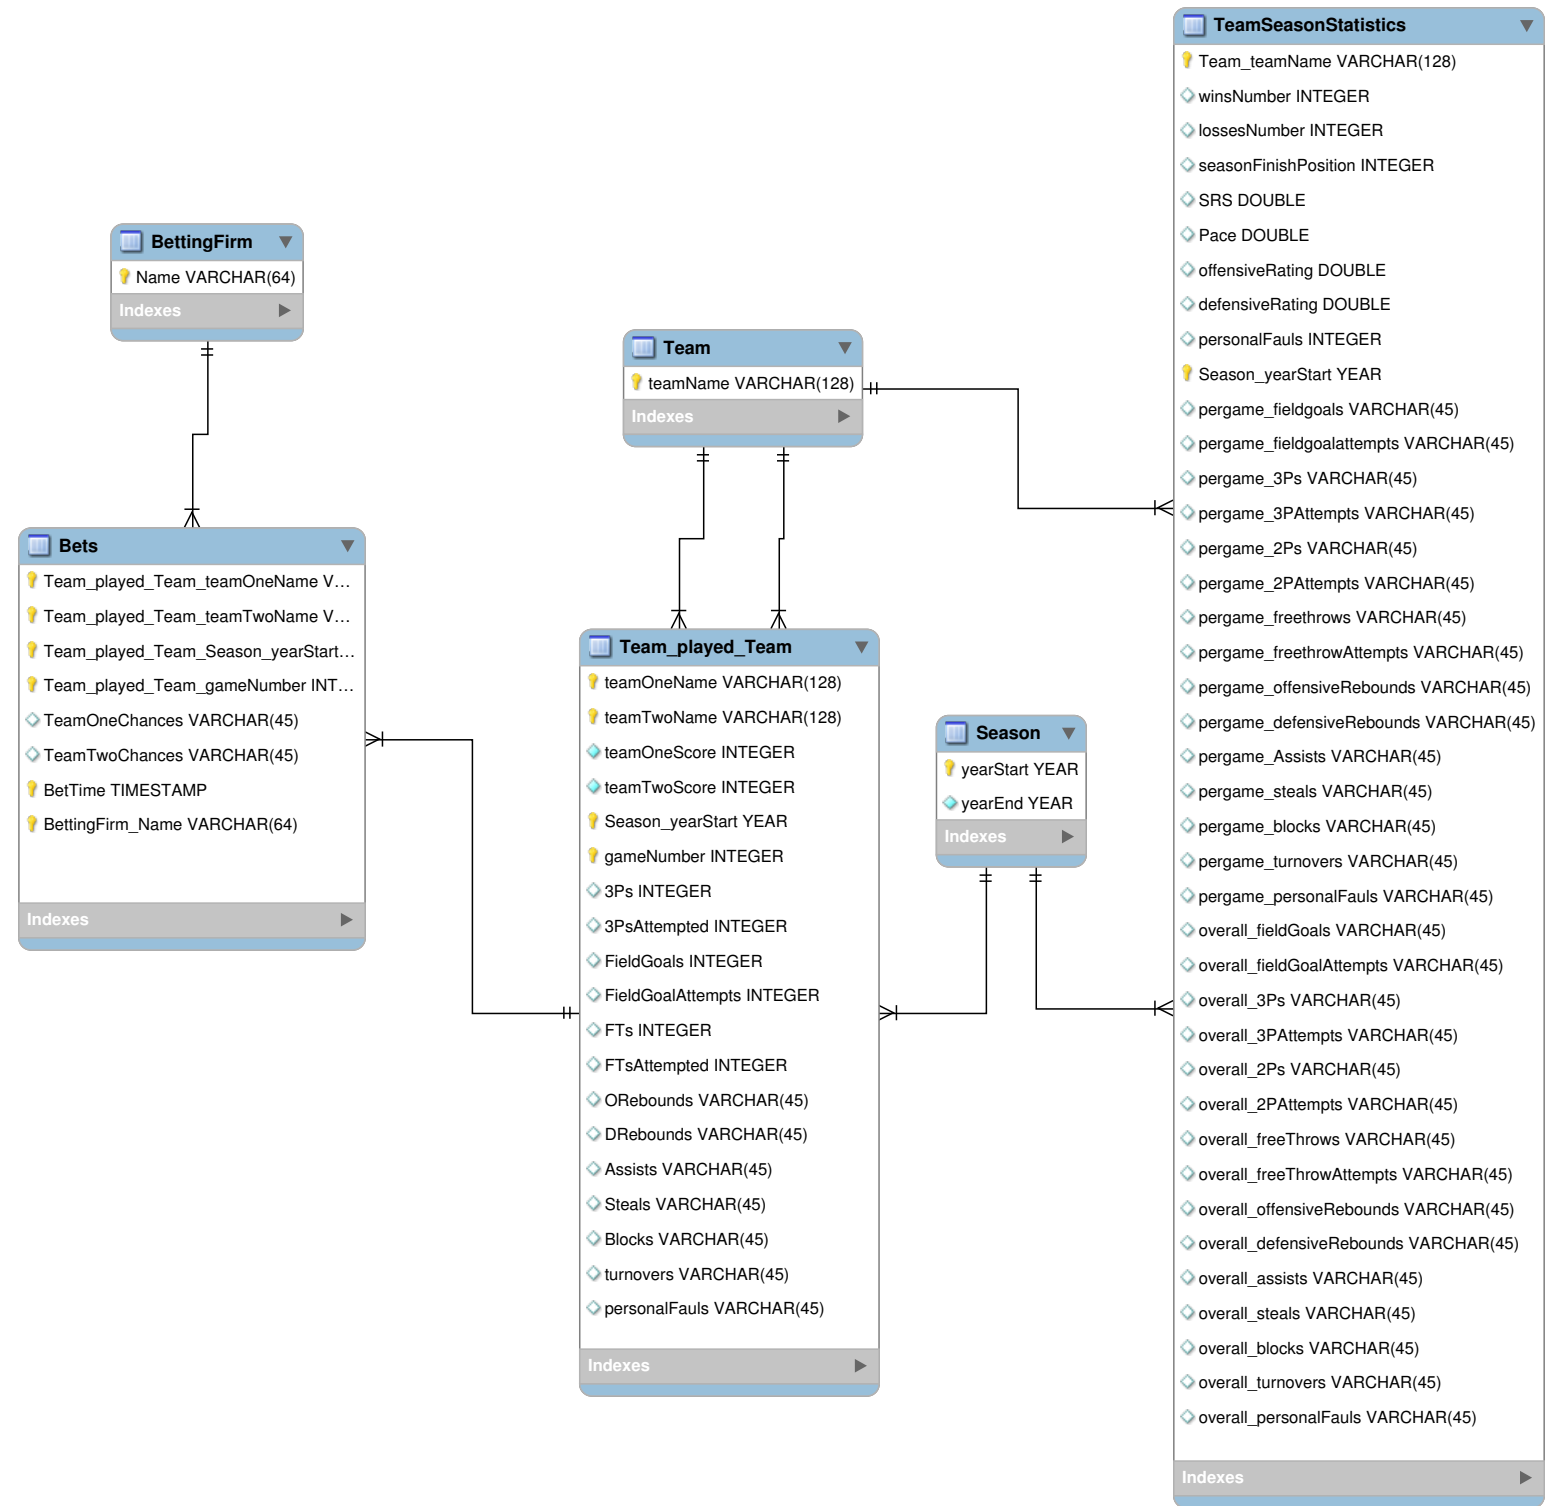 BettingFirm
Name VARCHAR(64)
Indexes
Bets
Team_played_Team_teamOneName V...
Team_played_Team_teamTwoName V...
Team_played_Team_Season_yearStart...
Team_played_Team_gameNumber INT...
TeamOneChances VARCHAR(45)
TeamTwoChances VARCHAR(45)
BetTime TIMESTAMP
BettingFirm_Name VARCHAR(64)
Indexes
Team
teamName VARCHAR(128)
Indexes
Team_played_Team
teamOneName VARCHAR(128)
teamTwoName VARCHAR(128)
teamOneScore INTEGER
teamTwoScore INTEGER
Season_yearStart YEAR
gameNumber INTEGER
3Ps INTEGER
3PsAttempted INTEGER
FieldGoals INTEGER
FieldGoalAttempts INTEGER
FTs INTEGER
FTsAttempted INTEGER
ORebounds VARCHAR(45)
DRebounds VARCHAR(45)
Assists VARCHAR(45)
Steals VARCHAR(45)
Blocks VARCHAR(45)
turnovers VARCHAR(45)
personalFauls VARCHAR(45)
Indexes
Season
yearStart YEAR
yearEnd YEAR
Indexes
TeamSeasonStatistics
Team_teamName VARCHAR(128)
winsNumber INTEGER
lossesNumber INTEGER
seasonFinishPosition INTEGER
SRS DOUBLE
Pace DOUBLE
offensiveRating DOUBLE
defensiveRating DOUBLE
personalFauls INTEGER
Season_yearStart YEAR
pergame_fieldgoals VARCHAR(45)
pergame_fieldgoalattempts VARCHAR(45)
pergame_3Ps VARCHAR(45)
pergame_3PAttempts VARCHAR(45)
pergame_2Ps VARCHAR(45)
pergame_2PAttempts VARCHAR(45)
pergame_freethrows VARCHAR(45)
pergame_freethrowAttempts VARCHAR(45)
pergame_offensiveRebounds VARCHAR(45)
pergame_defensiveRebounds VARCHAR(45)
pergame_Assists VARCHAR(45)
pergame_steals VARCHAR(45)
pergame_blocks VARCHAR(45)
pergame_turnovers VARCHAR(45)
pergame_personalFauls VARCHAR(45)
overall_fieldGoals VARCHAR(45)
overall_fieldGoalAttempts VARCHAR(45)
overall_3Ps VARCHAR(45)
overall_3PAttempts VARCHAR(45)
overall_2Ps VARCHAR(45)
overall_2PAttempts VARCHAR(45)
overall_freeThrows VARCHAR(45)
overall_freeThrowAttempts VARCHAR(45)
overall_offensiveRebounds VARCHAR(45)
overall_defensiveRebounds VARCHAR(45)
overall_assists VARCHAR(45)
overall_steals VARCHAR(45)
overall_blocks VARCHAR(45)
overall_turnovers VARCHAR(45)
overall_personalFauls VARCHAR(45)
Indexes